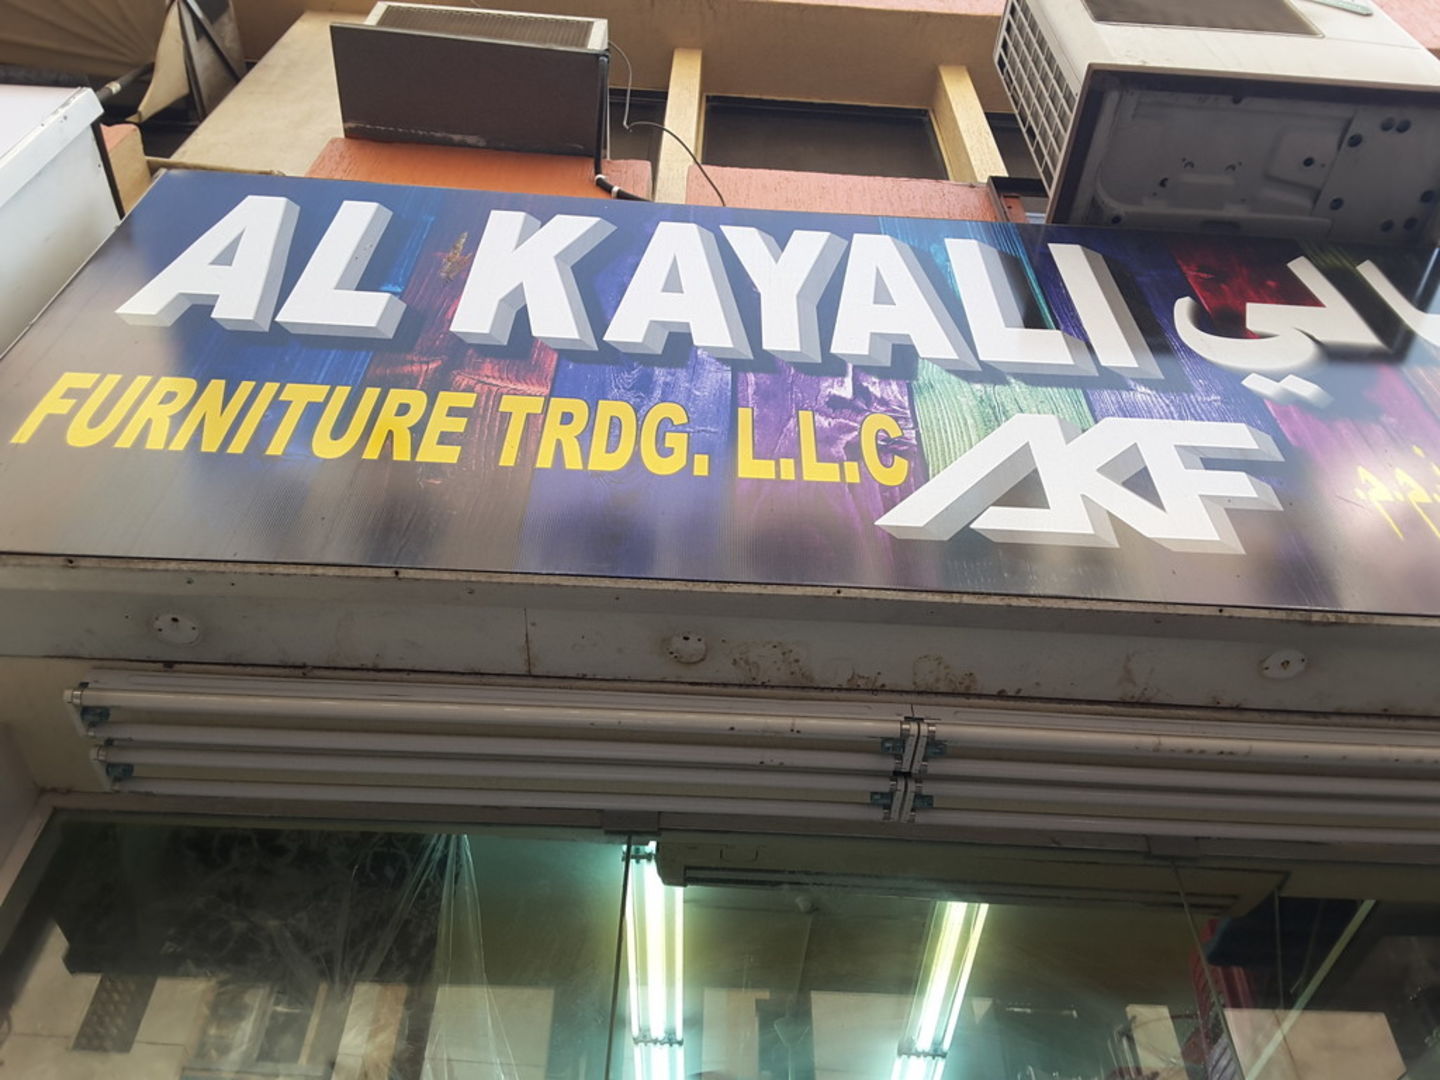 AL KAYALI
FURNITURE TRDG. L.L.C
AKF